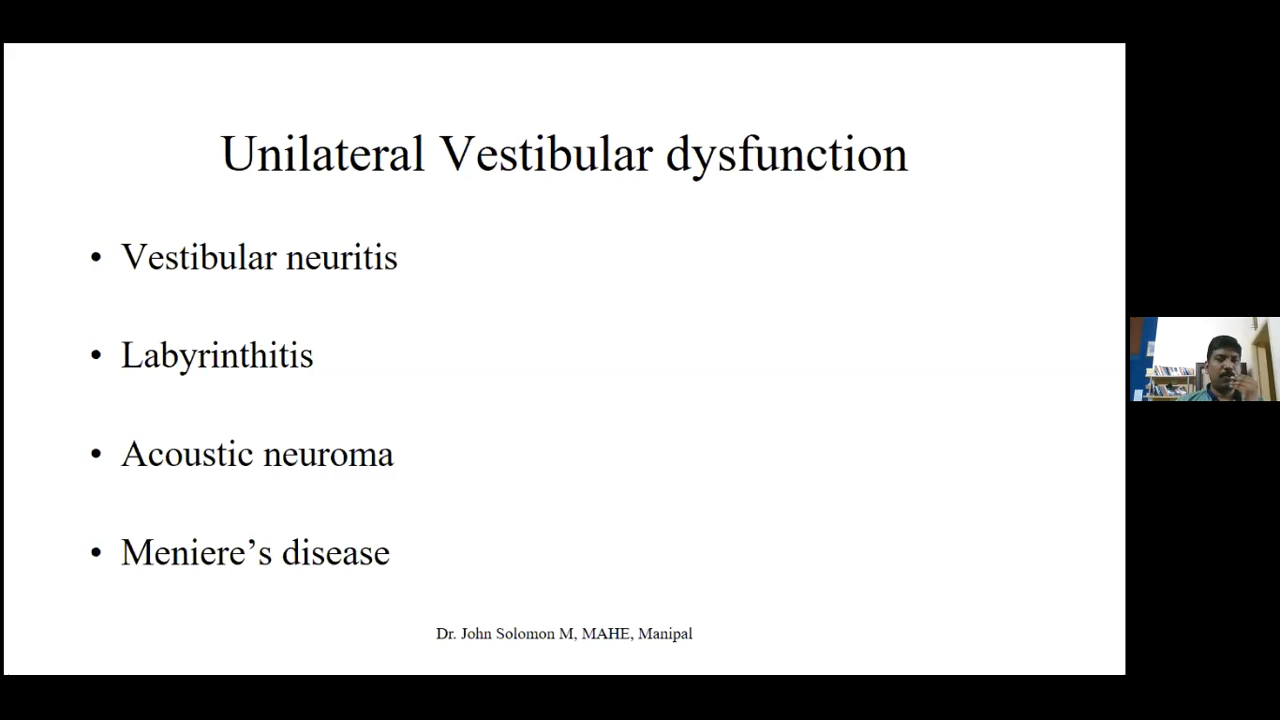 Unilateral Vestibular dysfunction
• Vestibular neuritis
• Labyrinthitis
• Acoustic neuroma
• Meniere’s disease
Dr. John Solomon M, MAHE, Manipal